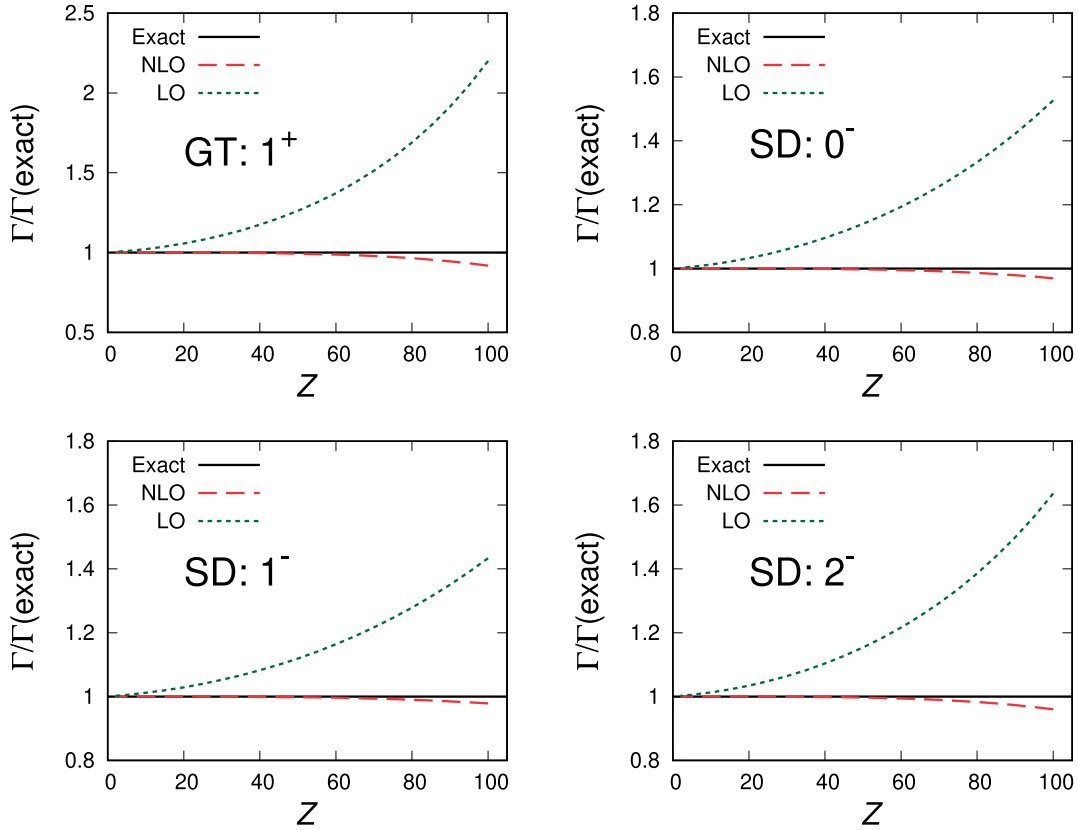 2.5
2
1.5
1
0.5
Γ/Γ(exact)
Exact
NLO
LO
GT: 1⁺
0 20 40 60 80 100
Z
1.8
1.6
1.4
1.2
1
0.8
Γ/Γ(exact)
Exact
NLO
LO
SD: 0⁻
0 20 40 60 80 100
Z
1.8
1.6
1.4
1.2
1
0.8
Γ/Γ(exact)
Exact
NLO
LO
SD: 1⁻
0 20 40 60 80 100
Z
1.8
1.6
1.4
1.2
1
0.8
Γ/Γ(exact)
Exact
NLO
LO
SD: 2⁻
0 20 40 60 80 100
Z